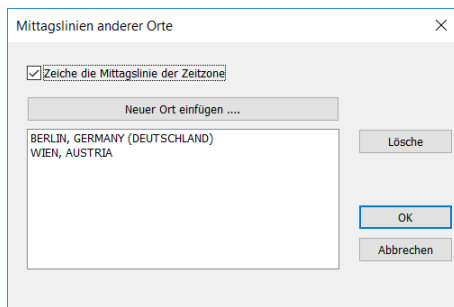 Mittagslinien anderer Orte
Zeiche die Mittagslinie der Zeitzone
Neuer Ort einfügen ....
BERLIN, GERMANY (DEUTSCHLAND)
WIEN, AUSTRIA
Lösche
OK
Abbrechen